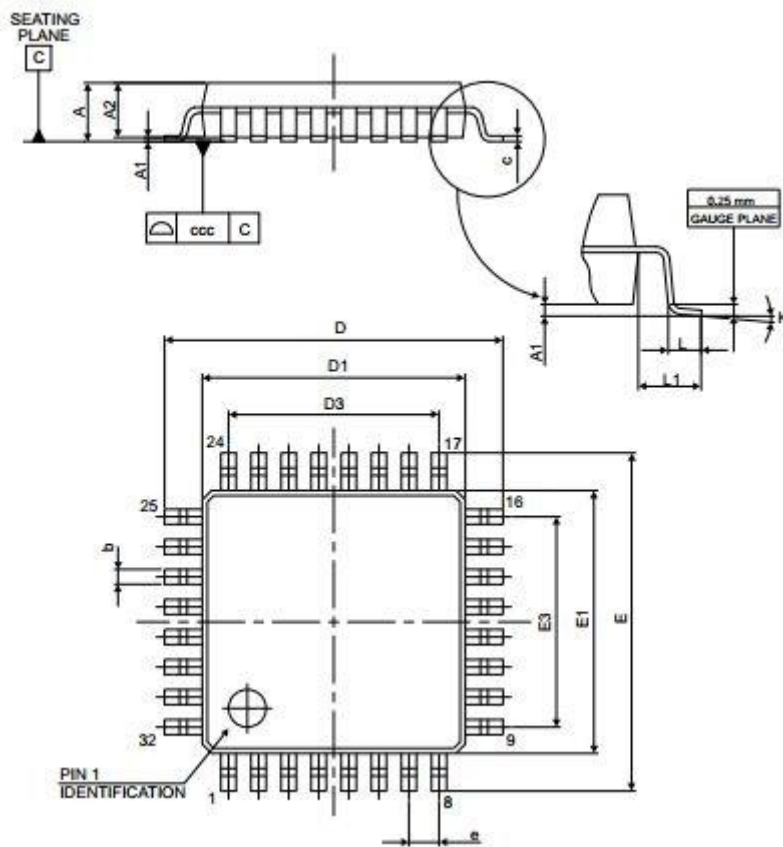 SEATING
PLANE
C
A
A2
A1
c
ccc C
0.25 mm
GAUGE PLANE
A1
L
L1
K
D
D1
D3
24
17
25
16
b
E3
E1
E
32
9
PIN 1
IDENTIFICATION
1
8
e